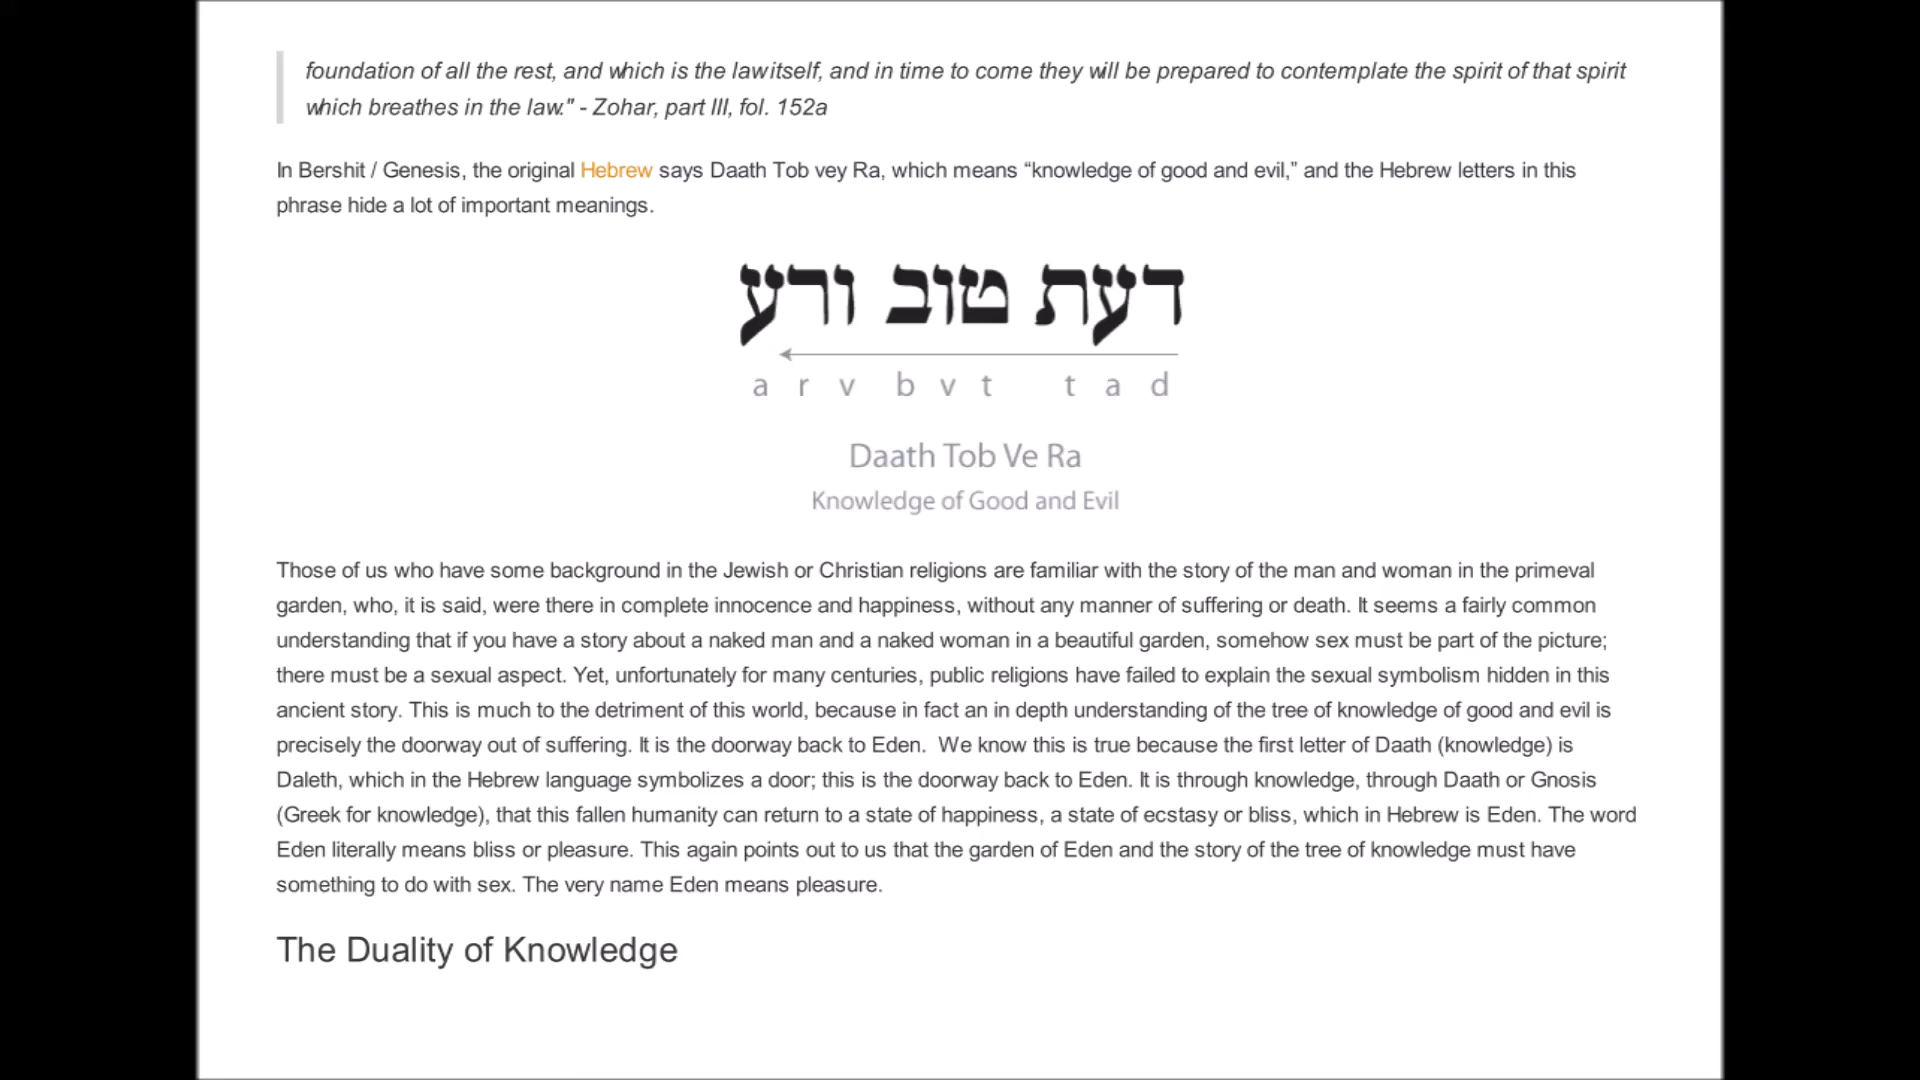 foundation of all the rest, and which is the law itself, and in time to come they will be prepared to contemplate the spirit of that spirit
which breathes in the law." - Zohar, part III, fol. 152a
In Bershit / Genesis, the original Hebrew says Daath Tob vey Ra, which means “knowledge of good and evil,” and the Hebrew letters in this
phrase hide a lot of important meanings.
דעת טוב ורע
a r v b v t t a d
Daath Tob Ve Ra
Knowledge of Good and Evil
Those of us who have some background in the Jewish or Christian religions are familiar with the story of the man and woman in the primeval
garden, who, it is said, were there in complete innocence and happiness, without any manner of suffering or death. It seems a fairly common
understanding that if you have a story about a naked man and a naked woman in a beautiful garden, somehow sex must be part of the picture;
there must be a sexual aspect. Yet, unfortunately for many centuries, public religions have failed to explain the sexual symbolism hidden in this
ancient story. This is much to the detriment of this world, because in fact an in depth understanding of the tree of knowledge of good and evil is
precisely the doorway out of suffering. It is the doorway back to Eden.  We know this is true because the first letter of Daath (knowledge) is
Daleth, which in the Hebrew language symbolizes a door; this is the doorway back to Eden. It is through knowledge, through Daath or Gnosis
(Greek for knowledge), that this fallen humanity can return to a state of happiness, a state of ecstasy or bliss, which in Hebrew is Eden. The word
Eden literally means bliss or pleasure. This again points out to us that the garden of Eden and the story of the tree of knowledge must have
something to do with sex. The very name Eden means pleasure.
The Duality of Knowledge